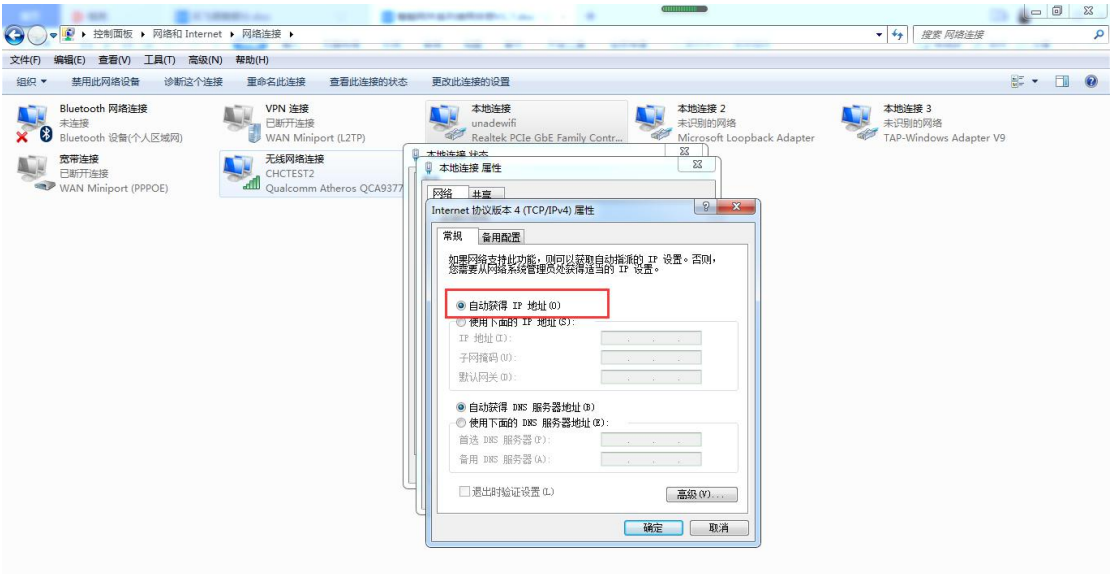 控制面板 ▸ 网络和 Internet ▸ 网络连接 ▸
搜索 网络连接
文件(F) 编辑(E) 查看(V) 工具(T) 高级(N) 帮助(H)
组织 ▼ 禁用此网络设备 诊断这个连接 重命名此连接 查看此连接的状态 更改此连接的设置
Bluetooth 网络连接
未连接
Bluetooth 设备(个人区域网)
VPN 连接
已断开连接
WAN Miniport (L2TP)
本地连接
unadewifi
Realtek PCIe GbE Family Contr...
本地连接 2
未识别的网络
Microsoft Loopback Adapter
本地连接 3
未识别的网络
TAP-Windows Adapter V9
宽带连接
已断开连接
WAN Miniport (PPPOE)
无线网络连接
CHCTEST2
Qualcomm Atheros QCA9377
本地连接 状态
本地连接 属性
网络 共享
Internet 协议版本 4 (TCP/IPv4) 属性
常规 备用配置
如果网络支持此功能，则可以获取自动指派的 IP 设置。否则，
您需要从网络系统管理员处获得适当的 IP 设置。
自动获得 IP 地址(O)
使用下面的 IP 地址(S):
IP 地址(I):
子网掩码(U):
默认网关(D):
自动获得 DNS 服务器地址(B)
使用下面的 DNS 服务器地址(E):
首选 DNS 服务器(P):
备用 DNS 服务器(A):
退出时验证设置(L)
高级(V)...
确定 取消